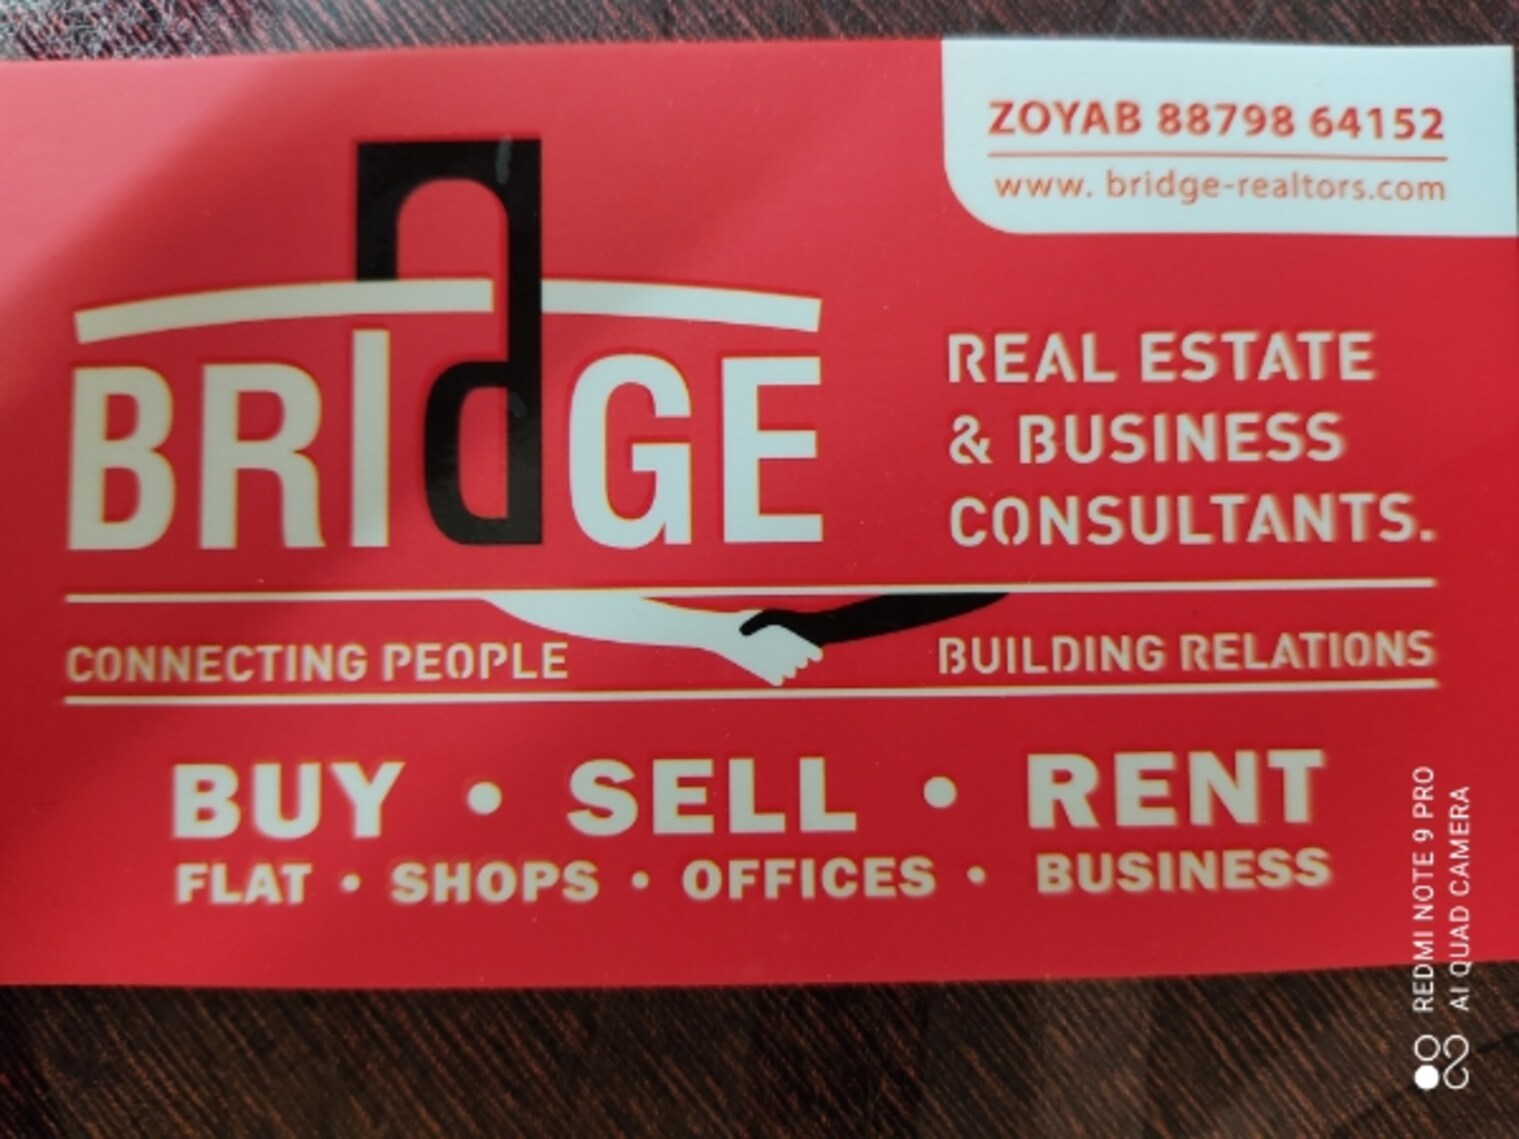 ZOYAB 88798 64152
www. bridge-realtors.com
BRIdGE
REAL ESTATE
& BUSINESS
CONSULTANTS.
CONNECTING PEOPLE
BUILDING RELATIONS
BUY • SELL • RENT
FLAT • SHOPS • OFFICES • BUSINESS
REDMI NOTE 9 PRO
AI QUAD CAMERA